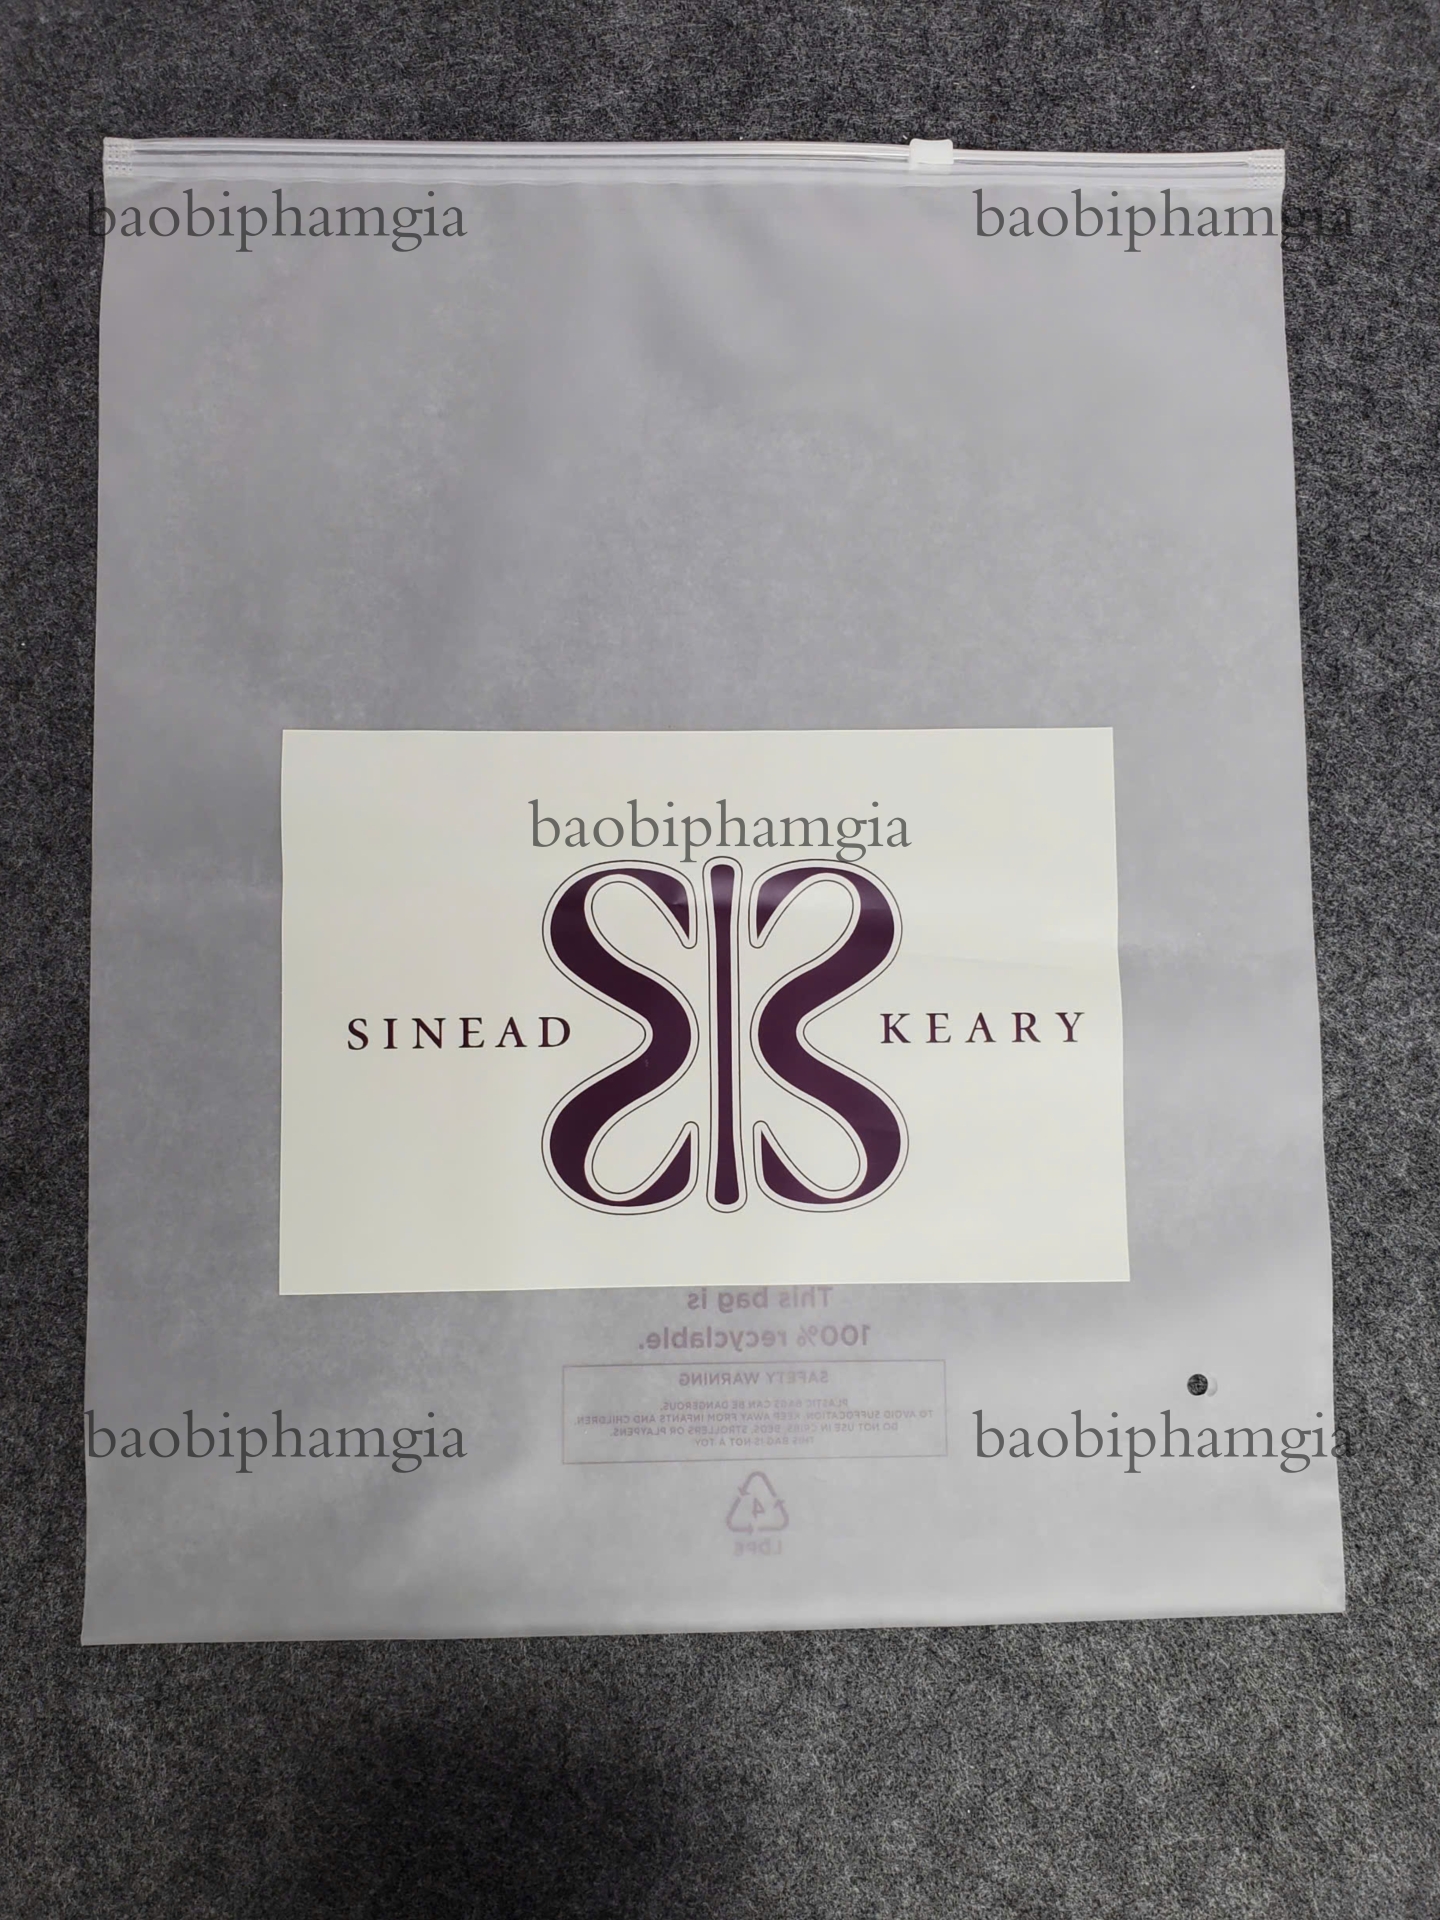 baobiphamgia baobiphamgia
baobiphamgia
SINEAD KEARY
This bag is
100% recyclable.
SAFETY WARNING
PLASTIC BAGS CAN BE DANGEROUS.
TO AVOID SUFFOCATION, KEEP AWAY FROM INFANTS AND CHILDREN.
DO NOT USE IN CRIBS, BEDS, STROLLERS OR PLAYPENS.
THIS BAG IS NOT A TOY
baobiphamgia baobiphamgia
4
LDPE